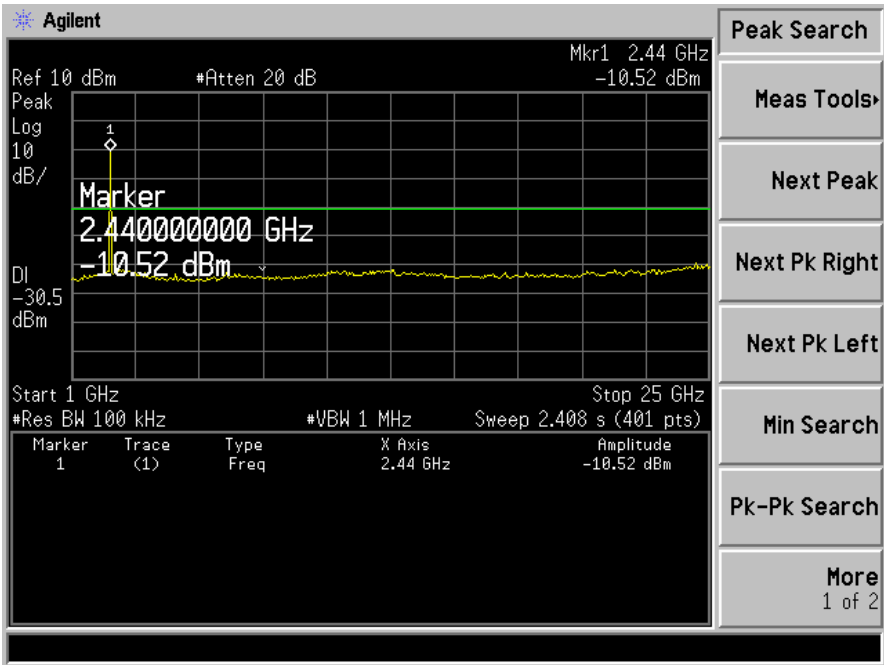 Agilent
Peak Search
Mkr1 2.44 GHz
Ref 10 dBm #Atten 20 dB -10.52 dBm
Peak
Log
10
dB/
1
Marker
2.440000000 GHz
-10.52 dBm
DI
-30.5
dBm
Start 1 GHz Stop 25 GHz
#Res BW 100 kHz #VBW 1 MHz Sweep 2.408 s (401 pts)
Marker Trace Type X Axis Amplitude
1 (1) Freq 2.44 GHz -10.52 dBm
Meas Tools
Next Peak
Next Pk Right
Next Pk Left
Min Search
Pk-Pk Search
More
1 of 2